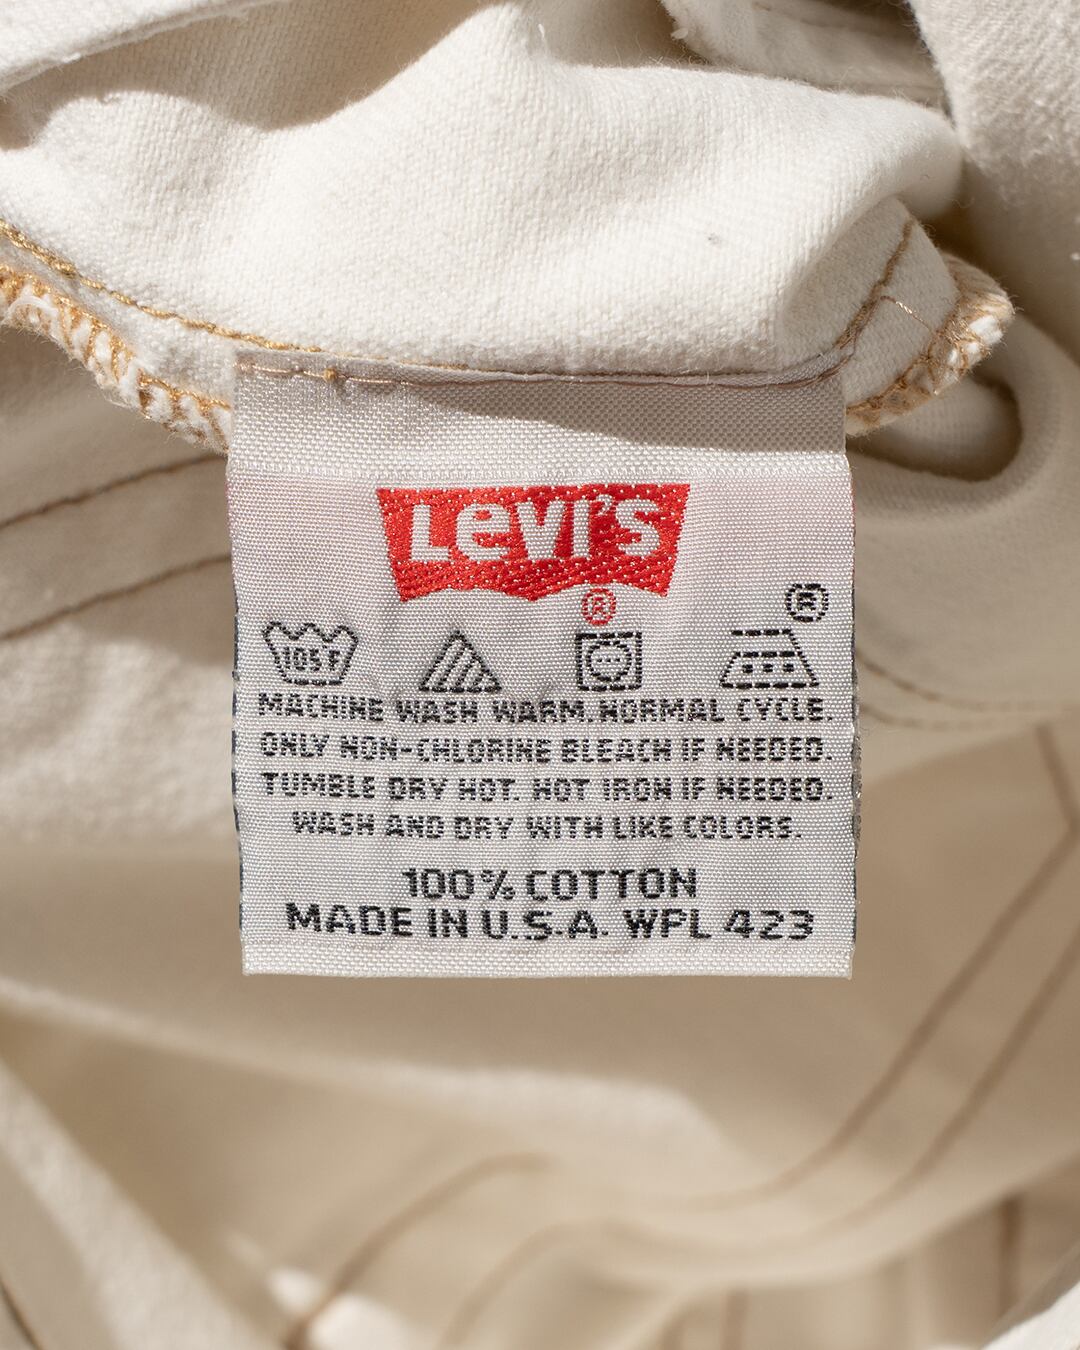 Levi's
®
®
105F
MACHINE WASH WARM. NORMAL CYCLE.
ONLY NON-CHLORINE BLEACH IF NEEDED.
TUMBLE DRY HOT. HOT IRON IF NEEDED.
WASH AND DRY WITH LIKE COLORS.
100% COTTON
MADE IN U.S.A. WPL 423